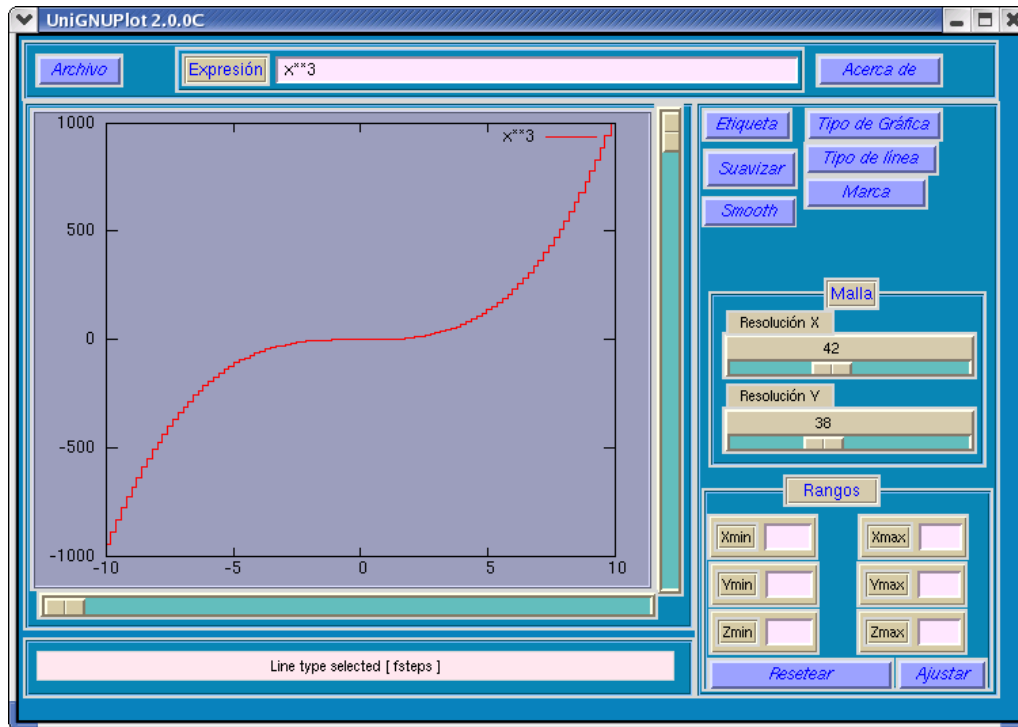 UniGNUPlot 2.0.0C
Archivo
Expresión
x**3
Acerca de
1000
500
0
-500
-1000
-10
-5
0
5
10
x**3
Etiqueta
Tipo de Gráfica
Suavizar
Tipo de línea
Marca
Smooth
Malla
Resolución X
42
Resolución Y
38
Rangos
Xmin
Xmax
Ymin
Ymax
Zmin
Zmax
Resetear
Ajustar
Line type selected [ fsteps ]